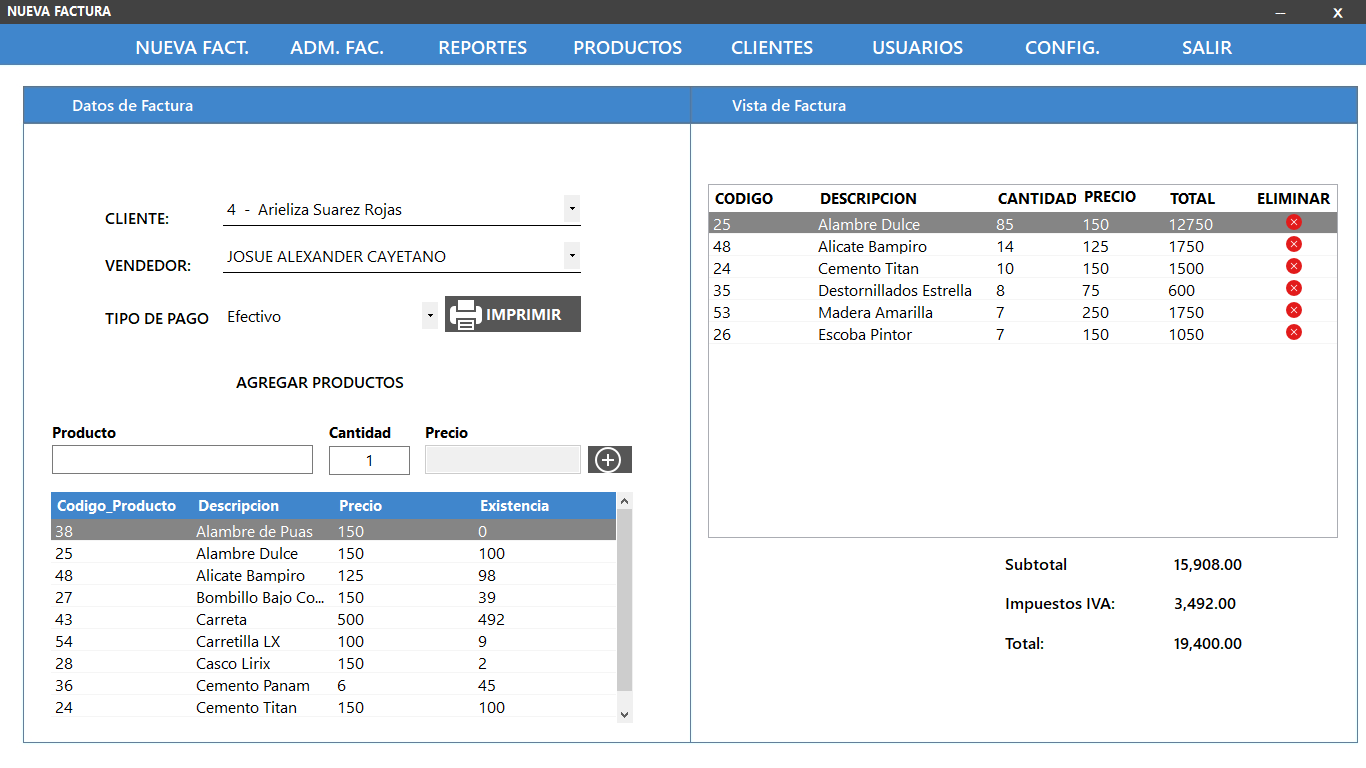 NUEVA FACTURA
NUEVA FACT. ADM. FAC. REPORTES PRODUCTOS CLIENTES USUARIOS CONFIG. SALIR
Datos de Factura
CLIENTE: 4 - Arieliza Suarez Rojas
VENDEDOR: JOSUE ALEXANDER CAYETANO
TIPO DE PAGO Efectivo IMPRIMIR
AGREGAR PRODUCTOS
Producto Cantidad Precio
1
Codigo_Producto Descripcion Precio Existencia
38 Alambre de Puas 150 0
25 Alambre Dulce 150 100
48 Alicate Bampiro 125 98
27 Bombillo Bajo Co... 150 39
43 Carreta 500 492
54 Carretilla LX 100 9
28 Casco Lirix 150 2
36 Cemento Panam 6 45
24 Cemento Titan 150 100
Vista de Factura
CODIGO DESCRIPCION CANTIDAD PRECIO TOTAL ELIMINAR
25 Alambre Dulce 85 150 12750
48 Alicate Bampiro 14 125 1750
24 Cemento Titan 10 150 1500
35 Destornillados Estrella 8 75 600
53 Madera Amarilla 7 250 1750
26 Escoba Pintor 7 150 1050
Subtotal 15,908.00
Impuestos IVA: 3,492.00
Total: 19,400.00